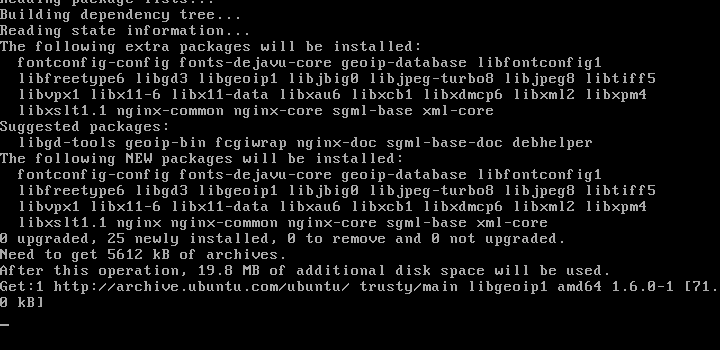 Reading package lists...
Building dependency tree...
Reading state information...
The following extra packages will be installed:
  fontconfig-config fonts-dejavu-core geoip-database libfontconfig1
  libfreetype6 libgd3 libgeoip1 libjbig0 libjpeg-turbo8 libjpeg8 libtiff5
  libvpx1 libx11-6 libx11-data libxau6 libxcb1 libxdmcp6 libxml2 libxpm4
  libxslt1.1 nginx-common nginx-core sgml-base xml-core
Suggested packages:
  libgd-tools geoip-bin fcgiwrap nginx-doc sgml-base-doc debhelper
The following NEW packages will be installed:
  fontconfig-config fonts-dejavu-core geoip-database libfontconfig1
  libfreetype6 libgd3 libgeoip1 libjbig0 libjpeg-turbo8 libjpeg8 libtiff5
  libvpx1 libx11-6 libx11-data libxau6 libxcb1 libxdmcp6 libxml2 libxpm4
  libxslt1.1 nginx nginx-common nginx-core sgml-base xml-core
0 upgraded, 25 newly installed, 0 to remove and 0 not upgraded.
Need to get 5612 kB of archives.
After this operation, 19.8 MB of additional disk space will be used.
Get:1 http://archive.ubuntu.com/ubuntu/ trusty/main libgeoip1 amd64 1.6.0-1 [71.
0 kB]